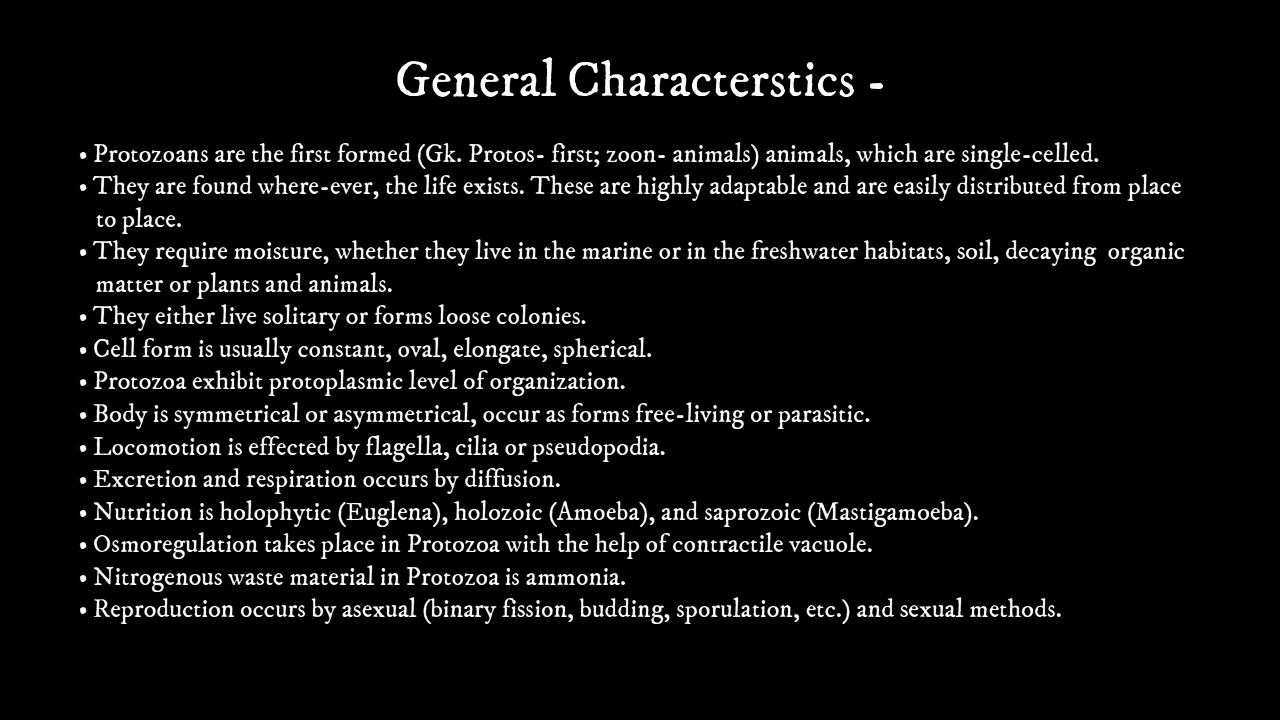 General Characterstics -
• Protozoans are the first formed (Gk. Protos- first; zoon- animals) animals, which are single-celled.
• They are found where-ever, the life exists. These are highly adaptable and are easily distributed from place
to place.
• They require moisture, whether they live in the marine or in the freshwater habitats, soil, decaying  organic
matter or plants and animals.
• They either live solitary or forms loose colonies.
• Cell form is usually constant, oval, elongate, spherical.
• Protozoa exhibit protoplasmic level of organization.
• Body is symmetrical or asymmetrical, occur as forms free-living or parasitic.
• Locomotion is effected by flagella, cilia or pseudopodia.
• Excretion and respiration occurs by diffusion.
• Nutrition is holophytic (Euglena), holozoic (Amoeba), and saprozoic (Mastigamoeba).
• Osmoregulation takes place in Protozoa with the help of contractile vacuole.
• Nitrogenous waste material in Protozoa is ammonia.
• Reproduction occurs by asexual (binary fission, budding, sporulation, etc.) and sexual methods.